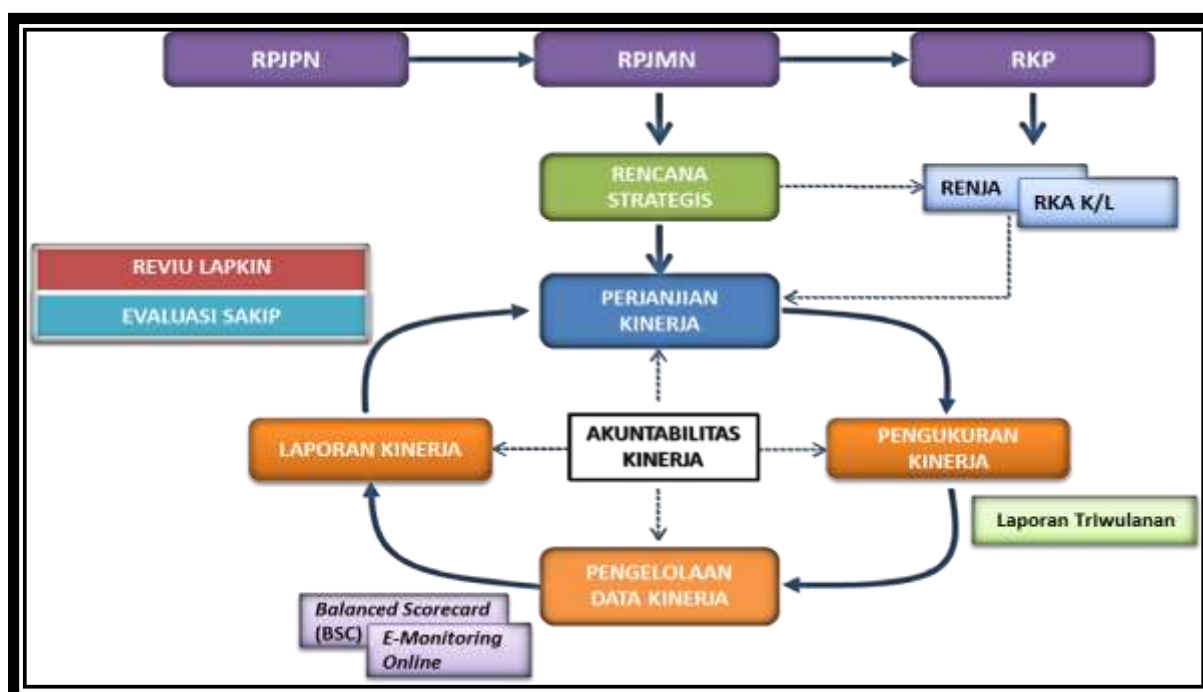 RPJPN
RPJMN
RKP
RENCANA
STRATEGIS
RENJA
RKA K/L
REVIU LAPKIN
EVALUASI SAKIP
PERJANJIAN
KINERJA
LAPORAN KINERJA
AKUNTABILITAS
KINERJA
PENGUKURAN
KINERJA
Laporan Triwulanan
PENGELOLAAN
DATA KINERJA
Balanced Scorecard
(BSC)
E-Monitoring
Online